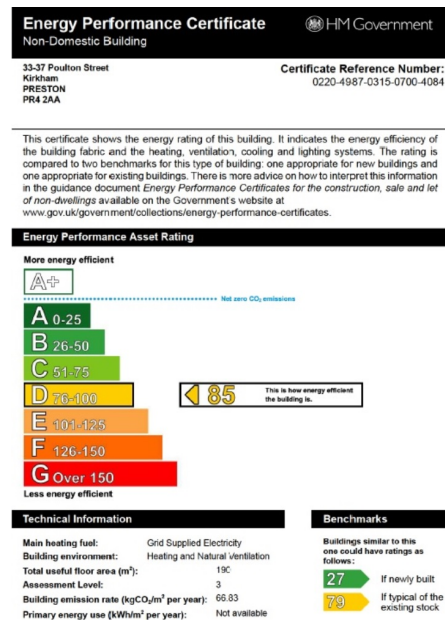 Energy Performance Certificate
HM Government
Non-Domestic Building
33-37 Poulton Street
Kirkham
PRESTON
PR4 2AA
Certificate Reference Number:
0220-4987-0315-0700-4084
This certificate shows the energy rating of this building. It indicates the energy efficiency of
the building fabric and the heating, ventilation, cooling and lighting systems. The rating is
compared to two benchmarks for this type of building: one appropriate for new buildings and
one appropriate for existing buildings. There is more advice on how to interpret this information
in the guidance document Energy Performance Certificates for the construction, sale and let
of non-dwellings available on the Government's website at
www.gov.uk/government/collections/energy-performance-certificates.
Energy Performance Asset Rating
More energy efficient
A+
Net zero CO2 emissions
A 0-25
B 26-50
C 51-75
D 76-100
85
This is how energy efficient
the building is.
E 101-125
F 126-150
G Over 150
Less energy efficient
Technical Information
Main heating fuel: Grid Supplied Electricity
Building environment: Heating and Natural Ventilation
Total useful floor area (m²): 190
Assessment Level: 3
Building emission rate (kgCO2/m² per year): 66.83
Primary energy use (kWh/m² per year): Not available
Benchmarks
Buildings similar to this
one could have ratings as
follows:
27 If newly built
79 If typical of the
existing stock